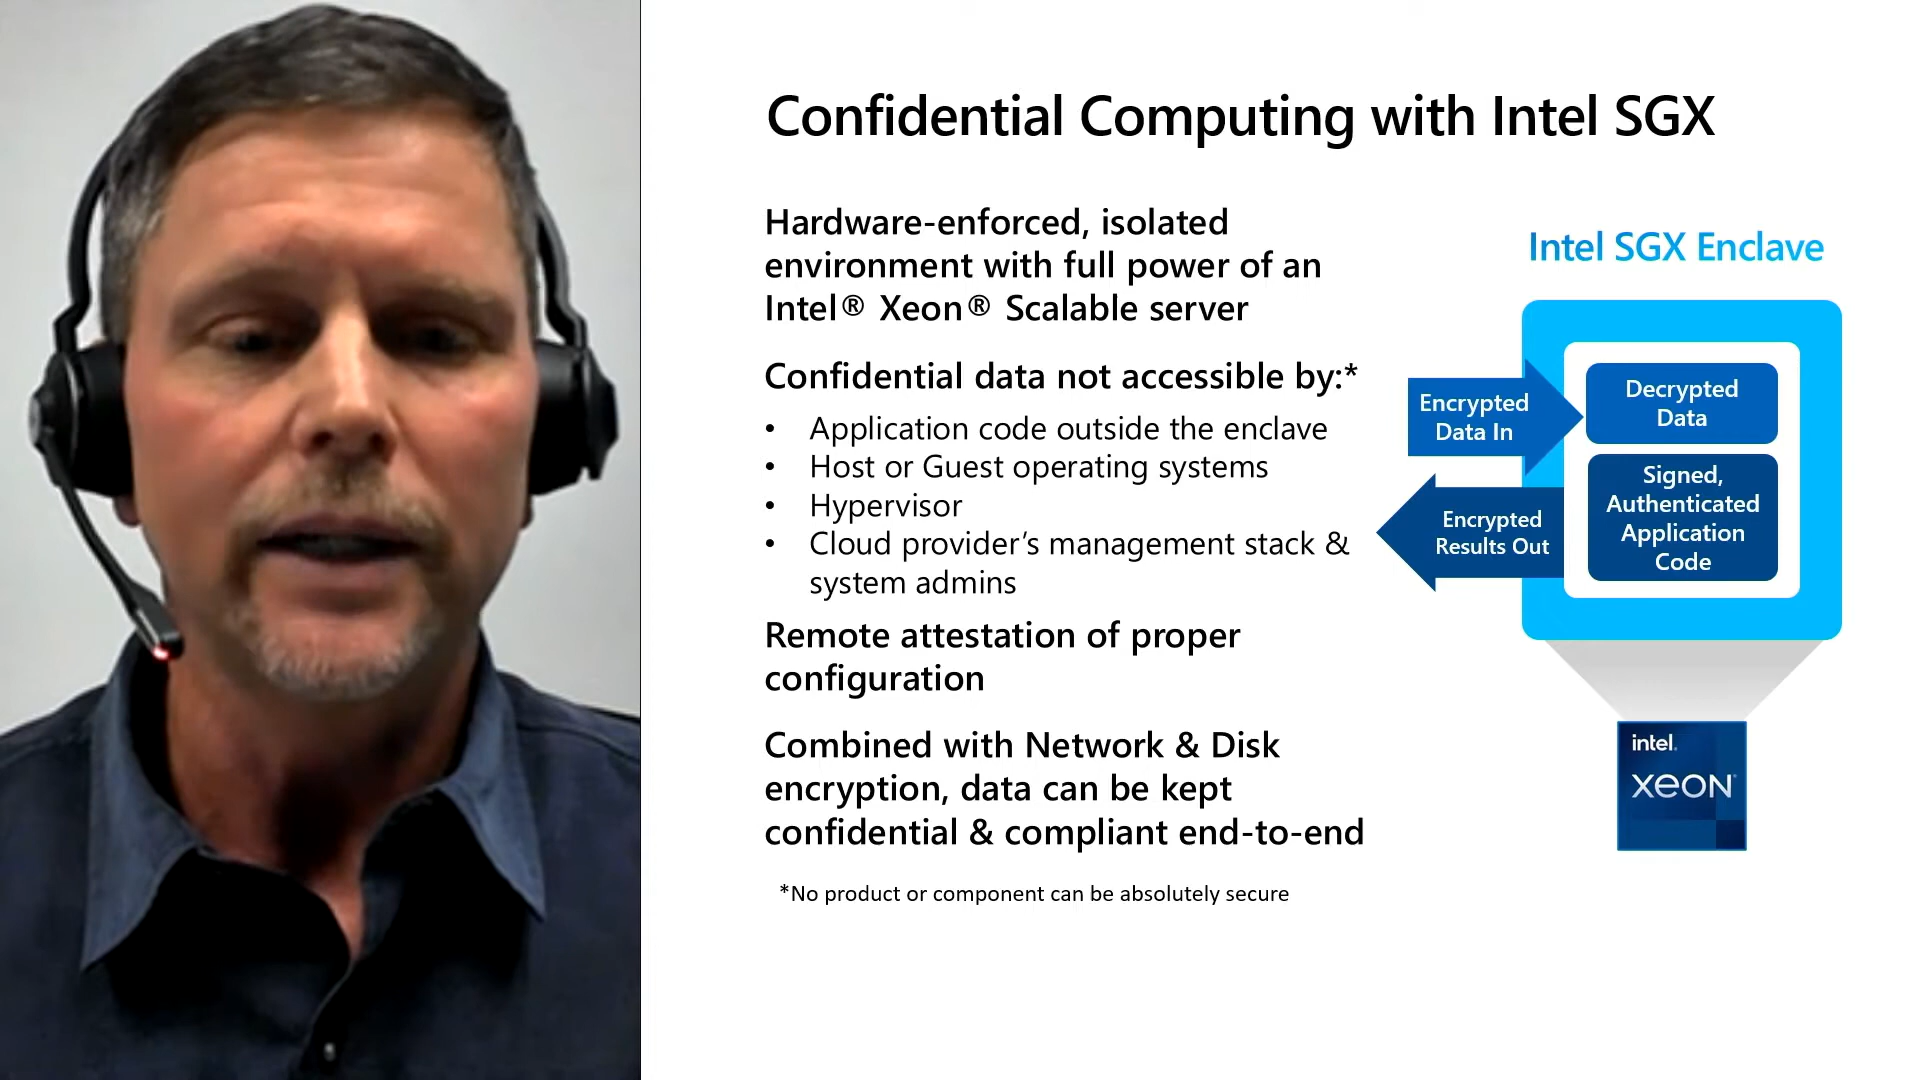 Confidential Computing with Intel SGX
Hardware-enforced, isolated
environment with full power of an
Intel® Xeon® Scalable server
Confidential data not accessible by:*
• Application code outside the enclave
• Host or Guest operating systems
• Hypervisor
• Cloud provider’s management stack &
system admins
Remote attestation of proper
configuration
Combined with Network & Disk
encryption, data can be kept
confidential & compliant end-to-end
*No product or component can be absolutely secure
Intel SGX Enclave
Encrypted
Data In
Decrypted
Data
Encrypted
Results Out
Signed,
Authenticated
Application
Code
intel.
xeon